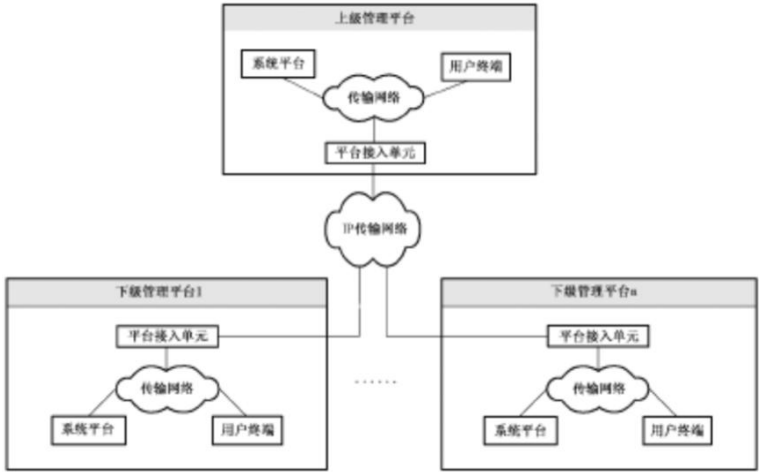 上级管理平台
系统平台
用户终端
传输网络
平台接入单元
IP传输网络
下级管理平台1
平台接入单元
传输网络
系统平台
用户终端
......
下级管理平台n
平台接入单元
传输网络
系统平台
用户终端